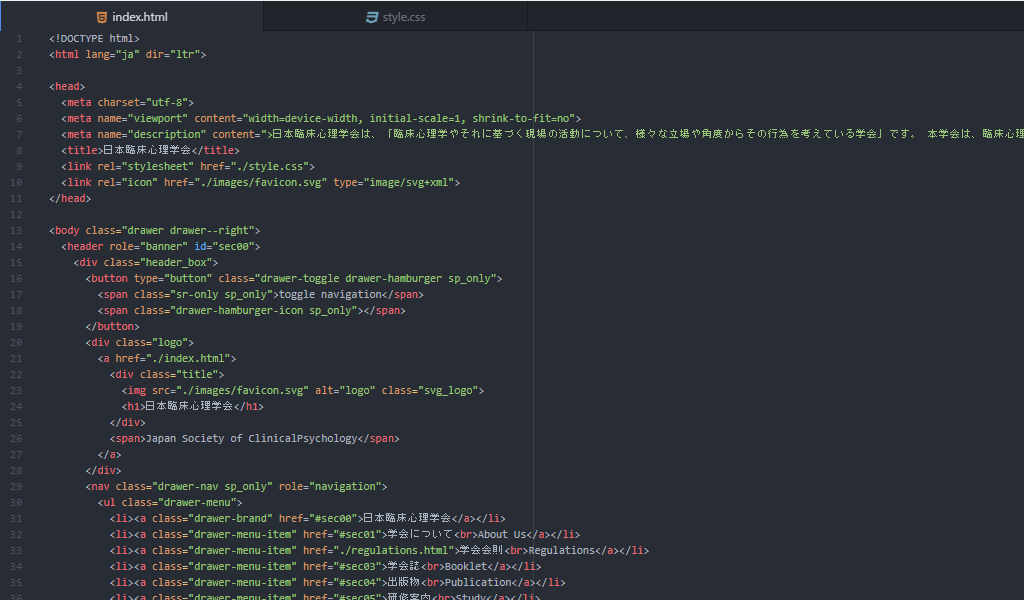 index.html
style.css
1 <!DOCTYPE html>
2 <html lang="ja" dir="ltr">
3
4 <head>
5 <meta charset="utf-8">
6 <meta name="viewport" content="width=device-width, initial-scale=1, shrink-to-fit=no">
7 <meta name="description" content=">日本臨床心理学会は、「臨床心理学やそれに基づく現場の活動について、様々な立場や角度からその行為を考えている学会」です。 本学会は、臨床心理
8 <title>日本臨床心理学会</title>
9 <link rel="stylesheet" href="./style.css">
10 <link rel="icon" href="./images/favicon.svg" type="image/svg+xml">
11 </head>
12
13 <body class="drawer drawer--right">
14 <header role="banner" id="sec00">
15 <div class="header_box">
16 <button type="button" class="drawer-toggle drawer-hamburger sp_only">
17 <span class="sr-only sp_only">toggle navigation</span>
18 <span class="drawer-hamburger-icon sp_only"></span>
19 </button>
20 <div class="logo">
21 <a href="./index.html">
22 <div class="title">
23 <img src="./images/favicon.svg" alt="logo" class="svg_logo">
24 <h1>日本臨床心理学会</h1>
25 </div>
26 <span>Japan Society of ClinicalPsychology</span>
27 </a>
28 </div>
29 <nav class="drawer-nav sp_only" role="navigation">
30 <ul class="drawer-menu">
31 <li><a class="drawer-brand" href="#sec00">日本臨床心理学会</a></li>
32 <li><a class="drawer-menu-item" href="#sec01">学会について<br>About Us</a></li>
33 <li><a class="drawer-menu-item" href="./regulations.html">学会会則<br>Regulations</a></li>
34 <li><a class="drawer-menu-item" href="#sec03">学会誌<br>Booklet</a></li>
35 <li><a class="drawer-menu-item" href="#sec04">出版物<br>Publication</a></li>
36 <li><a class="drawer-menu-item" href="#sec05">研修案内<br>Study</a></li>